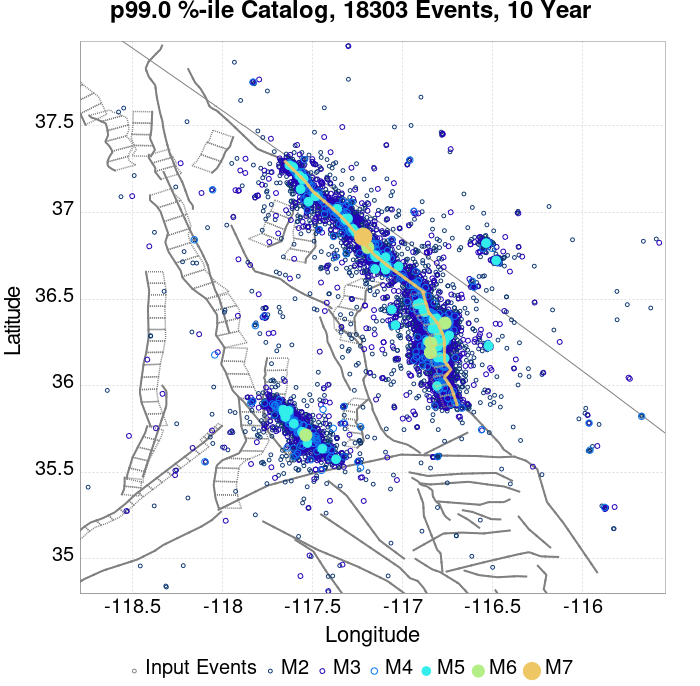 p99.0 %-ile Catalog, 18303 Events, 10 Year
37.5
37
36.5
36
35.5
35
Latitude
-118.5 -118 -117.5 -117 -116.5 -116
Longitude
Input Events M2 M3 M4 M5 M6 M7